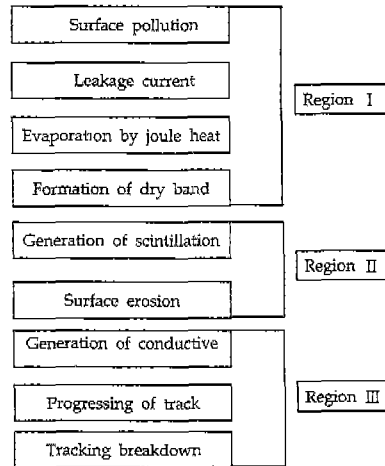 Surface pollution
Leakage current
Region I
Evaporation by joule heat
Formation of dry band
Generation of scintillation
Region II
Surface erosion
Generation of conductive
Progressing of track
Region III
Tracking breakdown